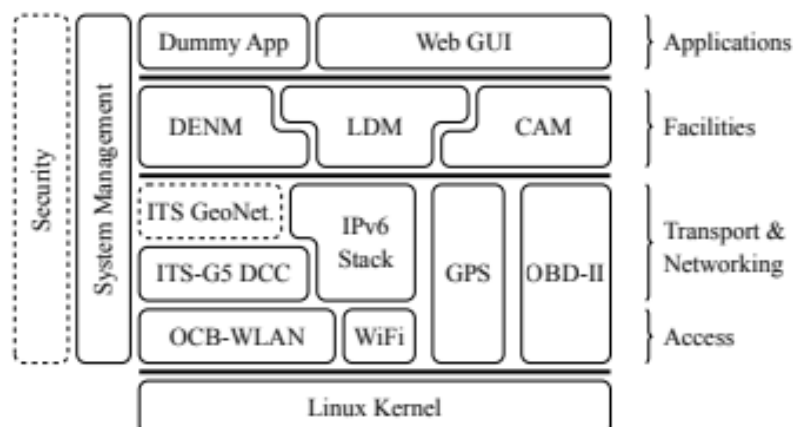 Security
System Management
Dummy App
Web GUI
Applications
DENM
LDM
CAM
Facilities
ITS GeoNet.
IPv6
Stack
ITS-G5 DCC
GPS
OBD-II
Transport &
Networking
OCB-WLAN
WiFi
Access
Linux Kernel